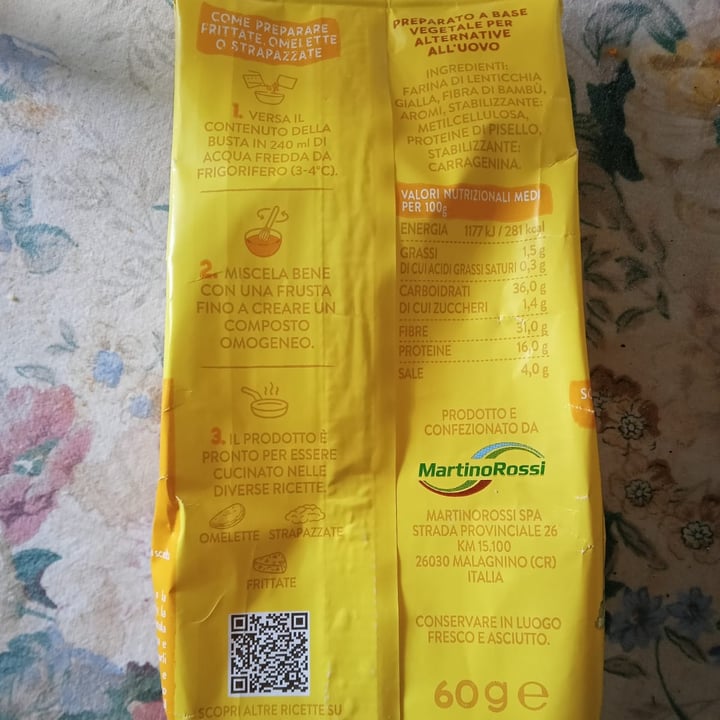 COME PREPARARE
FRITTATE, OMELETTE
O STRAPAZZATE
1. VERSA IL
CONTENUTO DELLA
BUSTA IN 240 ml DI
ACQUA FREDDA DA
FRIGORIFERO (3-4°C).
2. MISCELA BENE
CON UNA FRUSTA
FINO A CREARE UN
COMPOSTO
OMOGENEO.
3. IL PRODOTTO È
PRONTO PER ESSERE
CUCINATO NELLE
DIVERSE RICETTE.
OMELETTE STRAPAZZATE
FRITTATE
SCOPRI ALTRE RICETTE SU
PREPARATO A BASE
VEGETALE PER
ALTERNATIVE
ALL'UOVO
INGREDIENTI:
FARINA DI LENTICCHIA
GIALLA, FIBRA DI BAMBÙ,
AROMI, STABILIZZANTE:
METILCELLULOSA,
PROTEINE DI PISELLO,
STABILIZZANTE:
CARRAGENINA.
VALORI NUTRIZIONALI MEDI
PER 100g
ENERGIA 1177 kJ / 281 kcal
GRASSI 1,5 g
DI CUI ACIDI GRASSI SATURI 0,3 g
CARBOIDRATI 36,0 g
DI CUI ZUCCHERI 1,4 g
FIBRE 31,0 g
PROTEINE 16,0 g
SALE 4,0 g
PRODOTTO E
CONFEZIONATO DA
MartinoRossi
MARTINOROSSI SPA
STRADA PROVINCIALE 26
KM 15,100
26030 MALAGNINO (CR)
ITALIA
CONSERVARE IN LUOGO
FRESCO E ASCIUTTO.
60g e